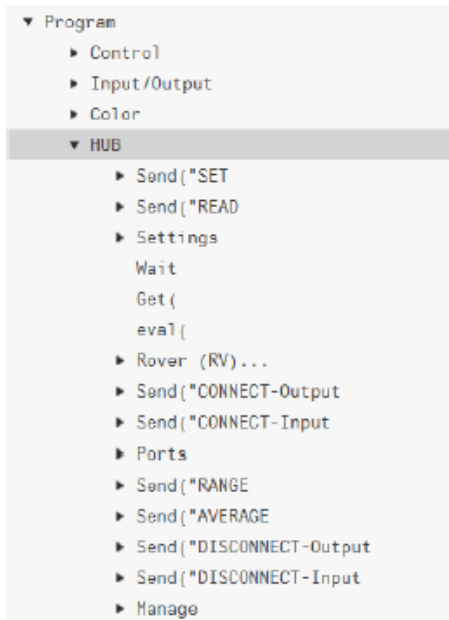 Program
Control
Input/Output
Color
HUB
Send("SET
Send("READ
Settings
Wait
Get(
eval(
Rover (RV)...
Send("CONNECT-Output
Send("CONNECT-Input
Ports
Send("RANGE
Send("AVERAGE
Send("DISCONNECT-Output
Send("DISCONNECT-Input
Manage